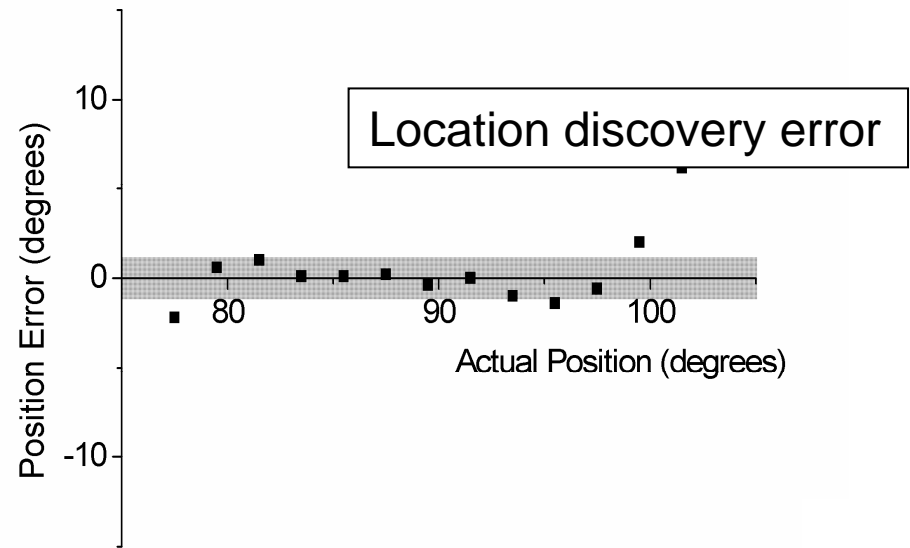 10
Location discovery error
Position Error (degrees)
0
80 90 100
Actual Position (degrees)
-10